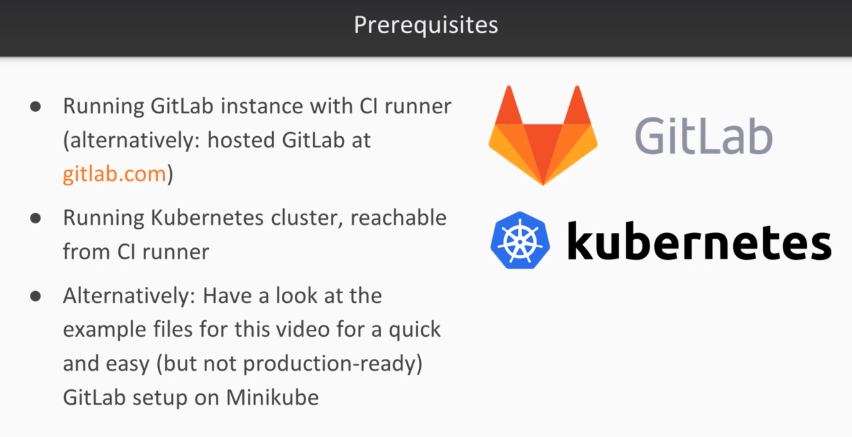 Prerequisites
● Running GitLab instance with CI runner
(alternatively: hosted GitLab at
gitlab.com)
● Running Kubernetes cluster, reachable
from CI runner
● Alternatively: Have a look at the
example files for this video for a quick
and easy (but not production-ready)
GitLab setup on Minikube
GitLab
kubernetes